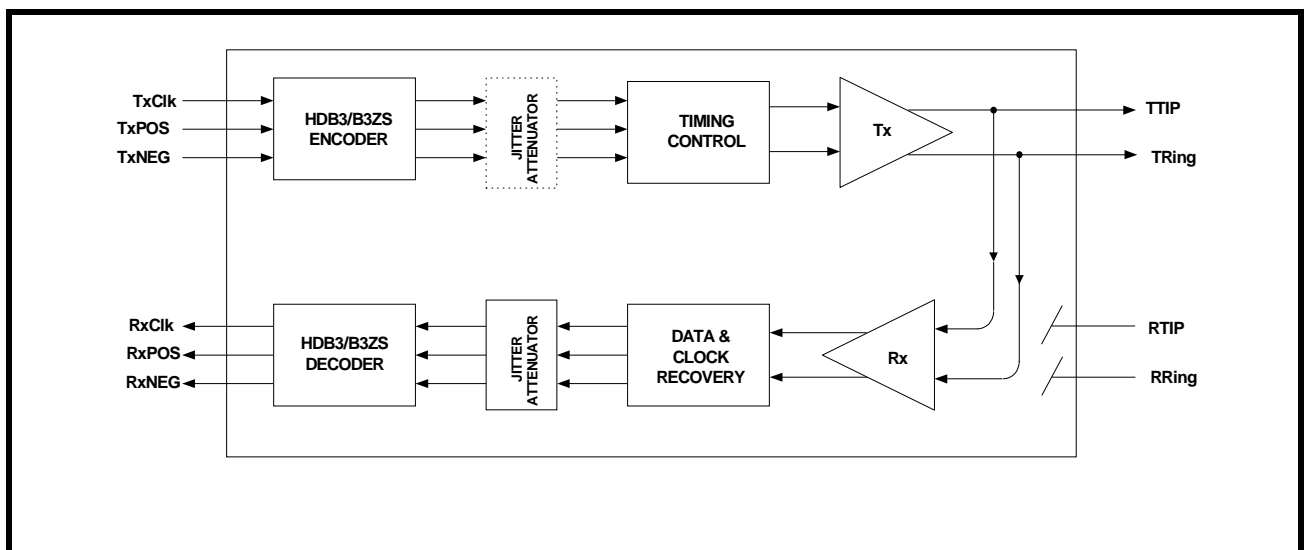 TxClk
TxPOS
TxNEG
HDB3/B3ZS
ENCODER
JITTER
ATTENUATOR
TIMING
CONTROL
Tx
TTIP
TRing
RxClk
RxPOS
RxNEG
HDB3/B3ZS
DECODER
JITTER
ATTENUATOR
DATA &
CLOCK
RECOVERY
Rx
RTIP
RRing